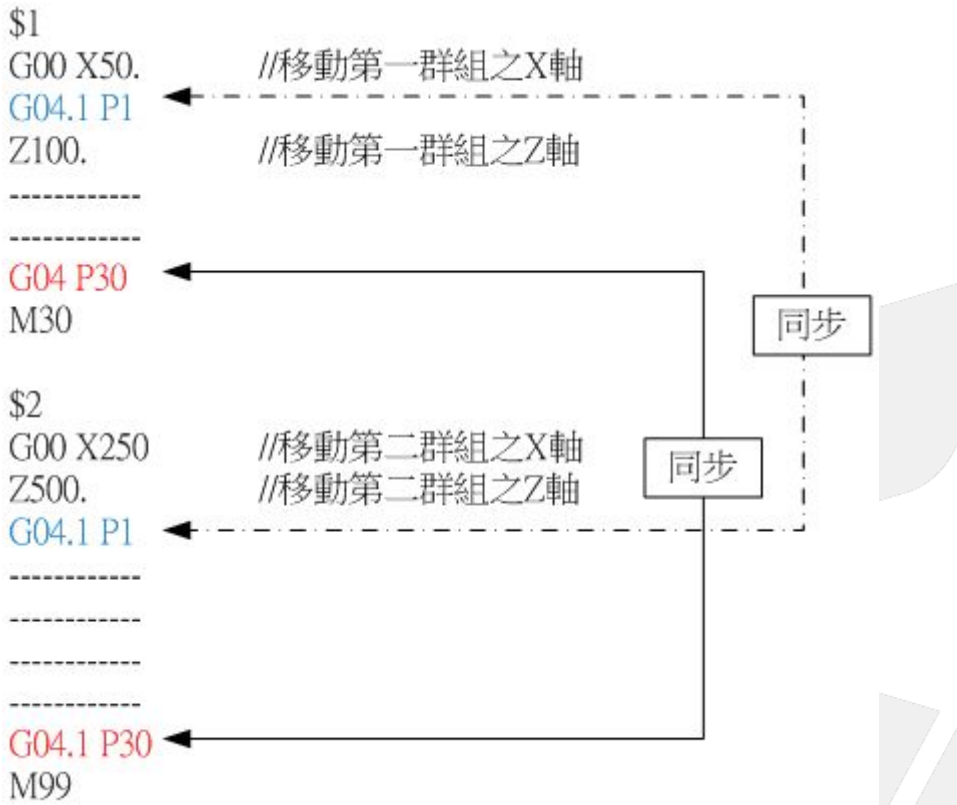 $1
G00 X50. //移動第一群組之X軸
G04.1 P1
Z100. //移動第一群組之Z軸
------------
------------
G04 P30
M30
同步
$2
G00 X250 //移動第二群組之X軸
Z500. //移動第二群組之Z軸
同步
G04.1 P1
------------
------------
------------
------------
G04.1 P30
M99